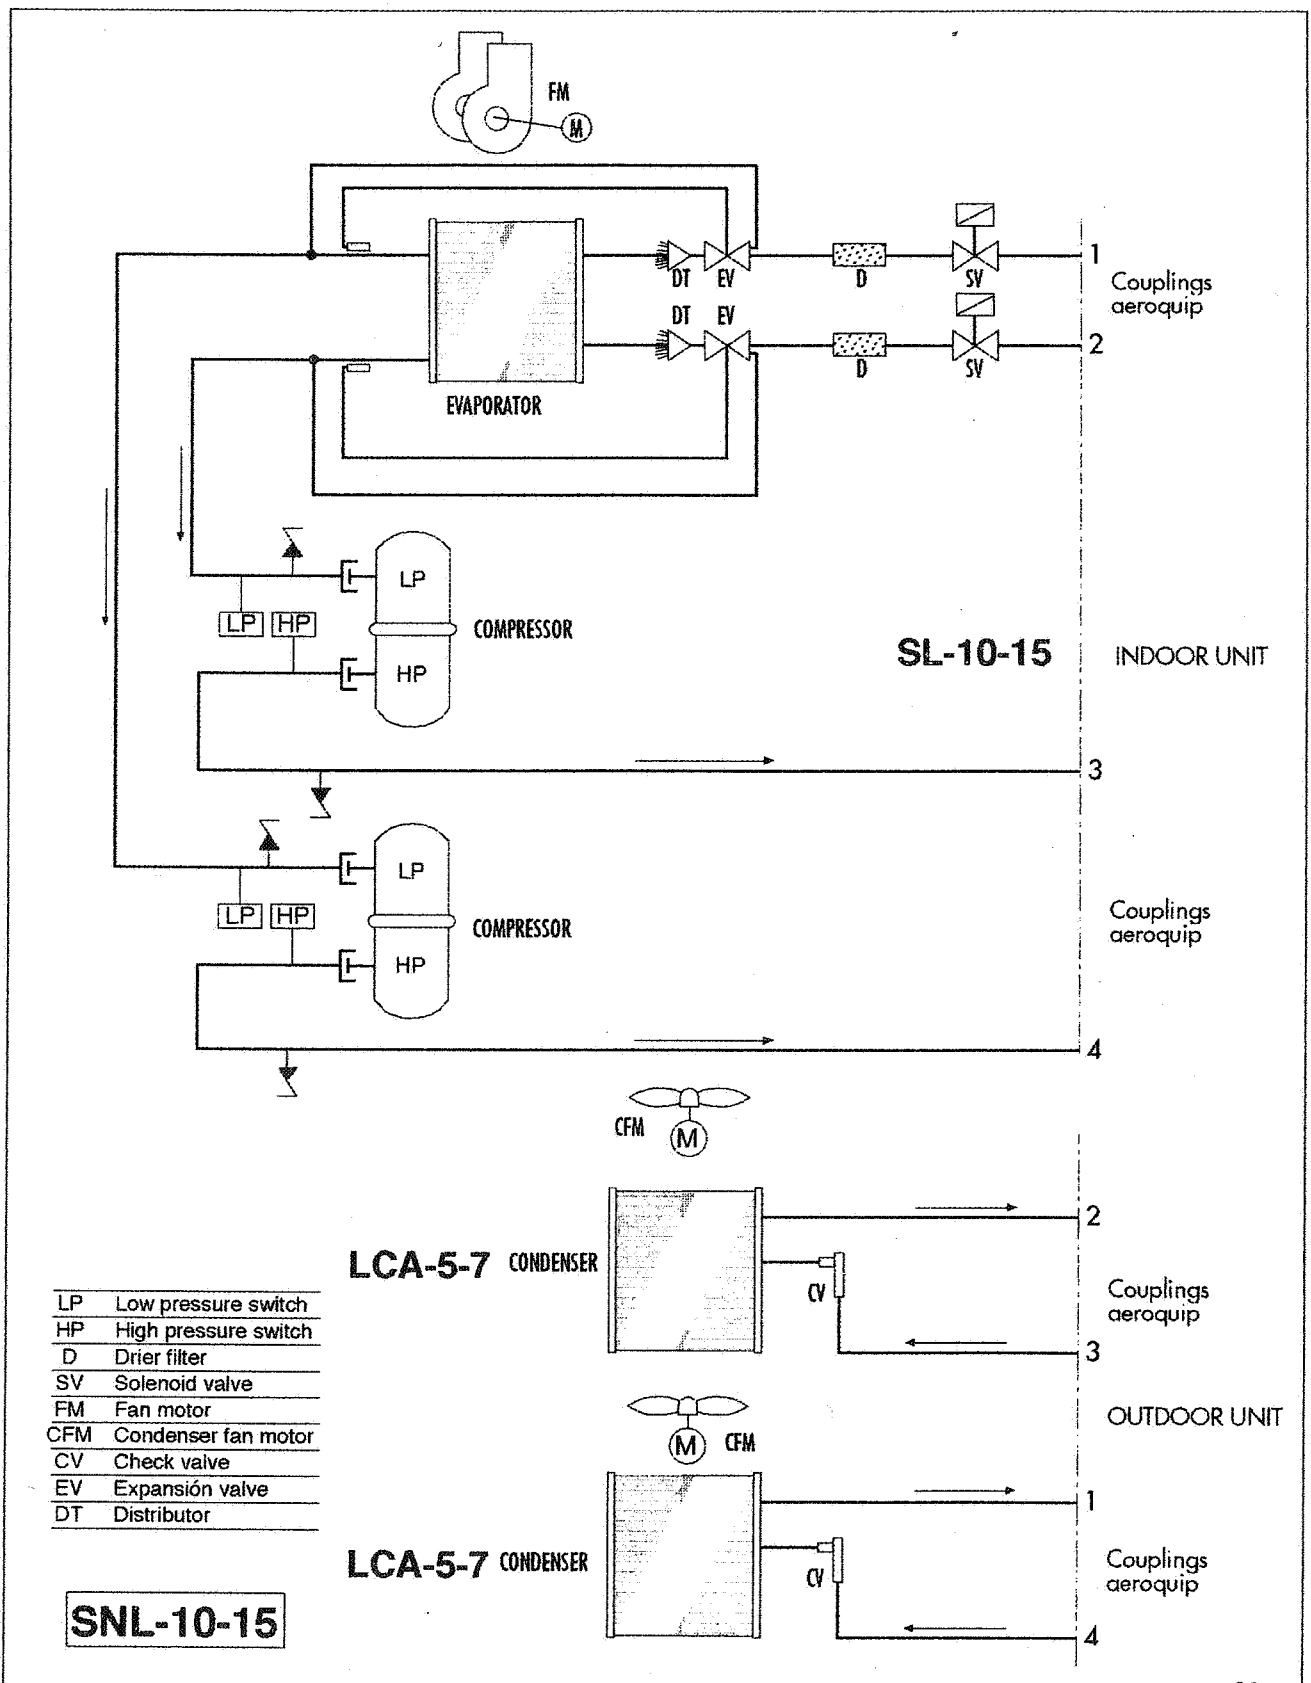 FM
M
1
DT
EV
D
SV
Couplings
aeroquip
DT
EV
2
D
SV
EVAPORATOR
LP
LP
HP
COMPRESSOR
HP
SL-10-15
INDOOR UNIT
3
LP
LP
HP
COMPRESSOR
HP
Couplings
aeroquip
4
CFM
M
2
LCA-5-7 CONDENSER
CV
Couplings
aeroquip
3
OUTDOOR UNIT
M
CFM
1
LCA-5-7 CONDENSER
CV
Couplings
aeroquip
4
LP Low pressure switch
HP High pressure switch
D Drier filter
SV Solenoid valve
FM Fan motor
CFM Condenser fan motor
CV Check valve
EV Expansión valve
DT Distributor
SNL-10-15